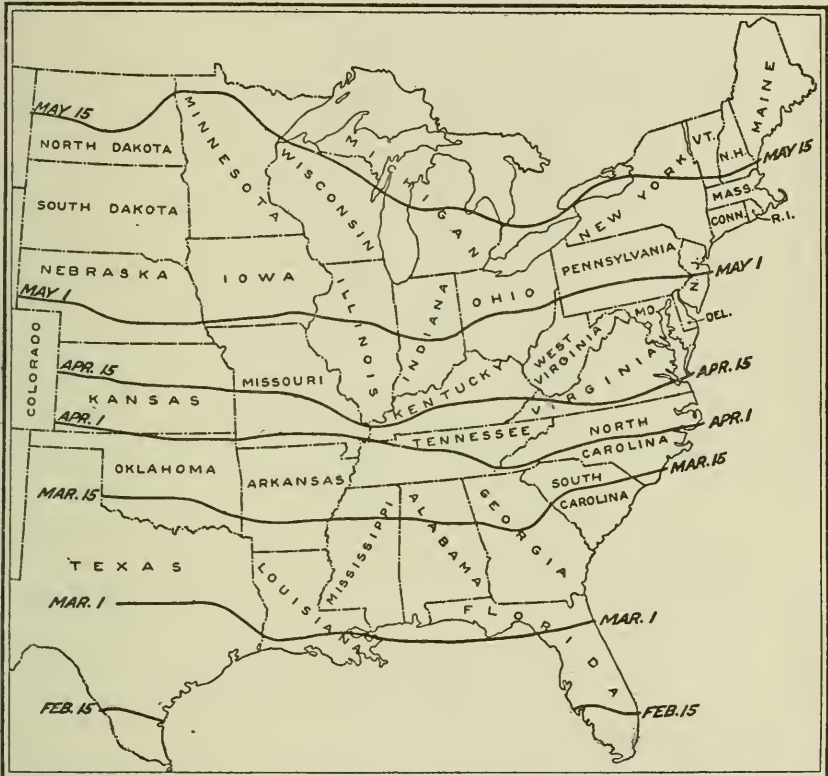 MAINE
MAY 15
MINNESOTA
VT.
N.H.
MAY 15
NORTH DAKOTA
WISCONSIN
MICHIGAN
NEW YORK
MASS.
SOUTH DAKOTA
CONN.
R.I.
PENNSYLVANIA
NEBRASKA
IOWA
MAY 1
N.J.
MAY 1
ILLINOIS
INDIANA
OHIO
MD.
DEL.
COLORADO
WEST
VIRGINIA
VIRGINIA
APR. 15
KANSAS
MISSOURI
KENTUCKY
APR. 15
APR. 1
TENNESSEE
NORTH
CAROLINA
APR. 1
OKLAHOMA
ARKANSAS
SOUTH
CAROLINA
MAR. 15
MAR. 15
MISSISSIPPI
ALABAMA
GEORGIA
TEXAS
LOUISIANA
MAR. 1
FLORIDA
MAR. 1
FEB. 15
FEB. 15